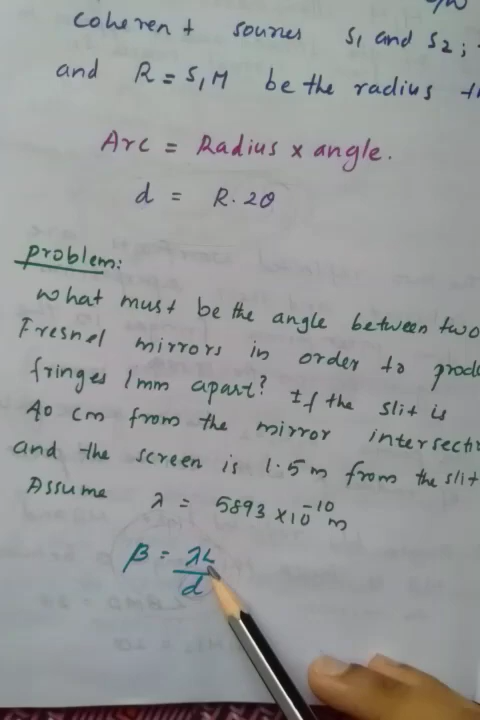 coherent sources S1 and S2;
and R = S1M be the radius
Arc = Radius x angle.
d = R. 2θ
problem:
What must be the angle between two
Fresnel mirrors in order to
fringes 1mm apart? If the slit is
40 cm from the mirror
and the screen is 1.5m from the slit
Assume λ = 5893 x 10^-10 m
β = λL/d